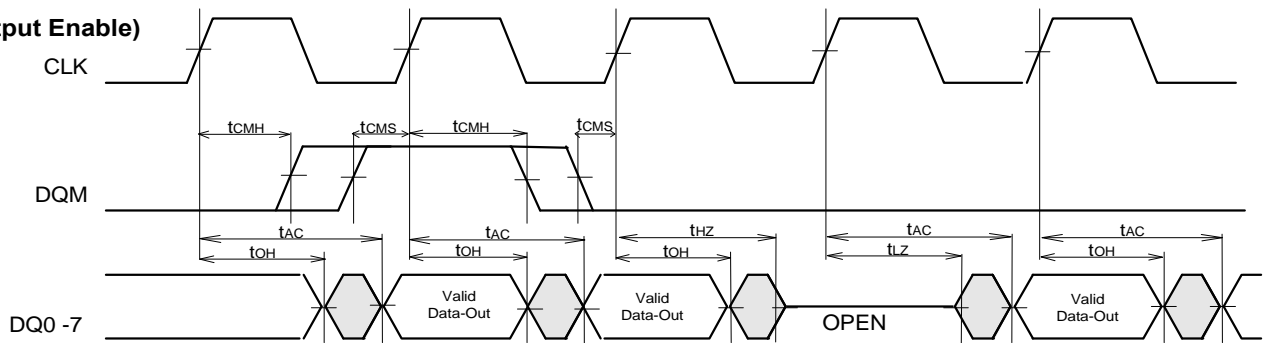 put Enable)
CLK
tCMH
tCMS
tCMH
tCMS
DQM
tAC
tAC
tHZ
tAC
tAC
tOH
tOH
tOH
tLZ
tOH
DQ0 -7
Valid
Data-Out
Valid
Data-Out
OPEN
Valid
Data-Out